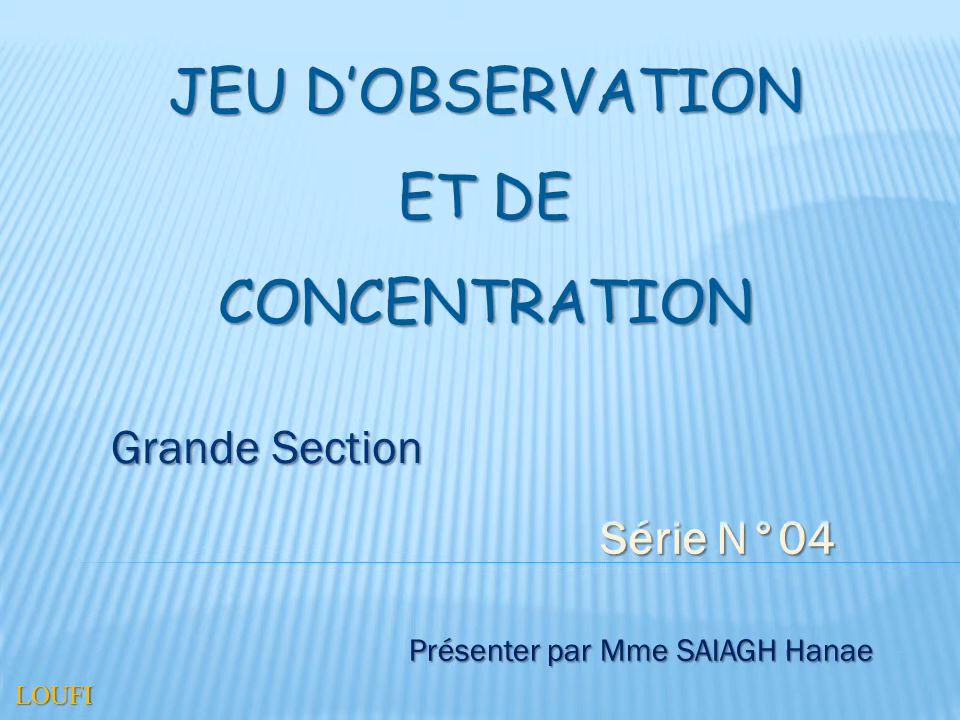 JEU D’OBSERVATION
ET DE
CONCENTRATION
Grande Section
Série N°04
Présenter par Mme SAIAGH Hanae
LOUFI